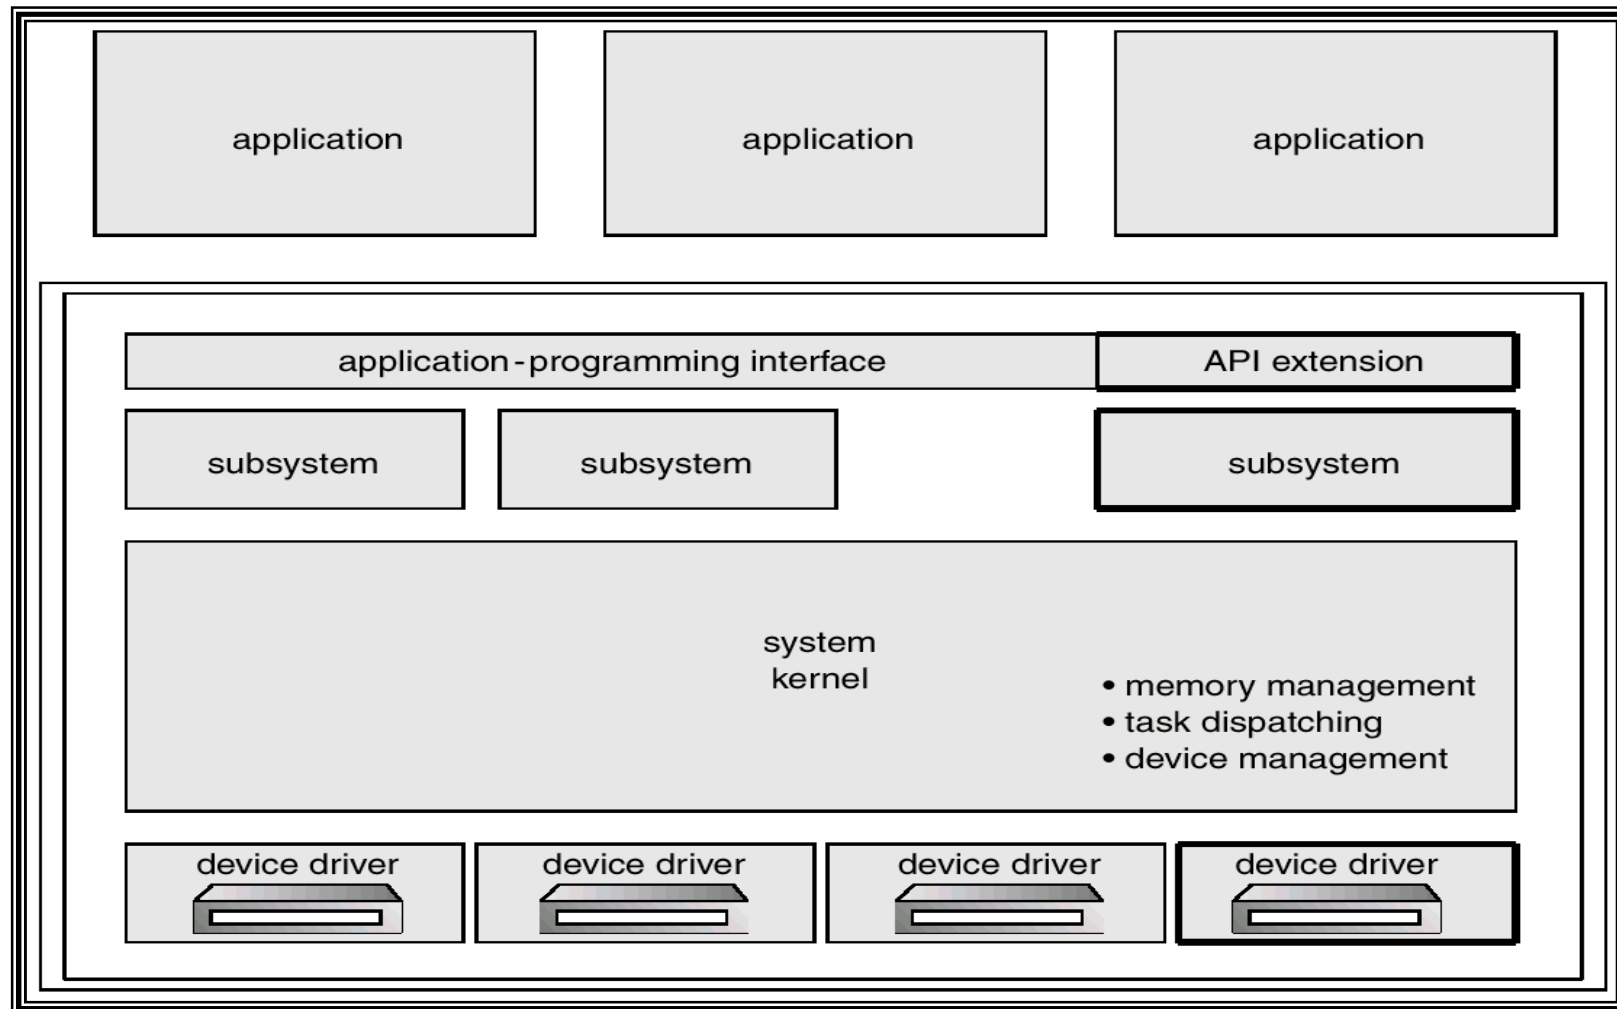 application
application
application
application-programming interface
API extension
subsystem
subsystem
subsystem
system
kernel
• memory management
• task dispatching
• device management
device driver
device driver
device driver
device driver